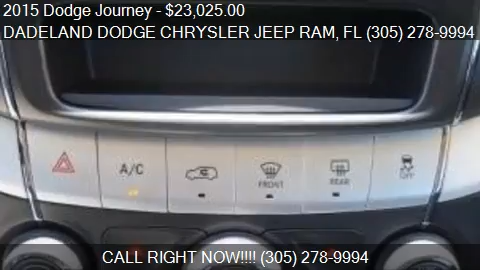 2015 Dodge Journey - $23,025.00
DADELAND DODGE CHRYSLER JEEP RAM, FL (305) 278-9994
A/C
FRONT
REAR
OFF
CALL RIGHT NOW!!!! (305) 278-9994